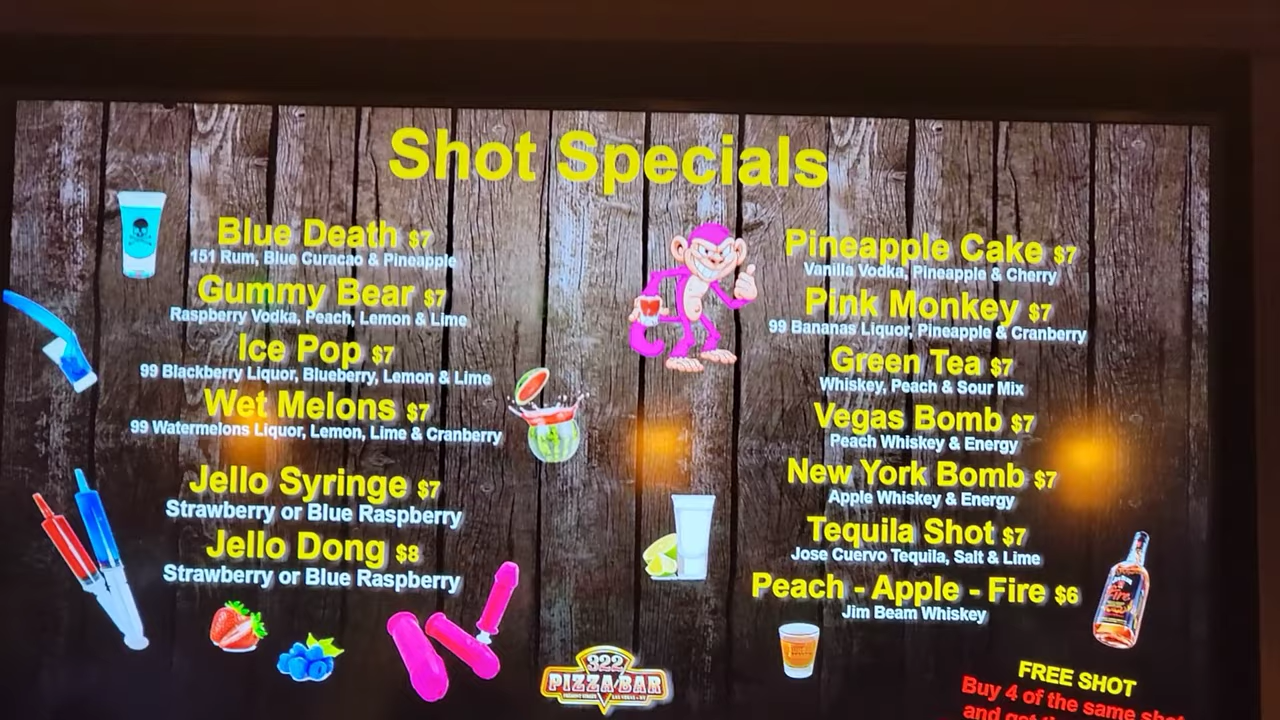 Shot Specials
Blue Death $7
151 Rum, Blue Curacao & Pineapple
Gummy Bear $7
Raspberry Vodka, Peach, Lemon & Lime
Ice Pop $7
99 Blackberry Liquor, Blueberry, Lemon & Lime
Wet Melons $7
99 Watermelons Liquor, Lemon, Lime & Cranberry
Jello Syringe $7
Strawberry or Blue Raspberry
Jello Dong $8
Strawberry or Blue Raspberry
Pineapple Cake $7
Vanilla Vodka, Pineapple & Cherry
Pink Monkey $7
99 Bananas Liquor, Pineapple & Cranberry
Green Tea $7
Whiskey, Peach & Sour Mix
Vegas Bomb $7
Peach Whiskey & Energy
New York Bomb $7
Apple Whiskey & Energy
Tequila Shot $7
Jose Cuervo Tequila, Salt & Lime
Peach - Apple - Fire $6
Jim Beam Whiskey
322
PIZZA BAR
FREE SHOT
Buy 4 of the same shot
and get